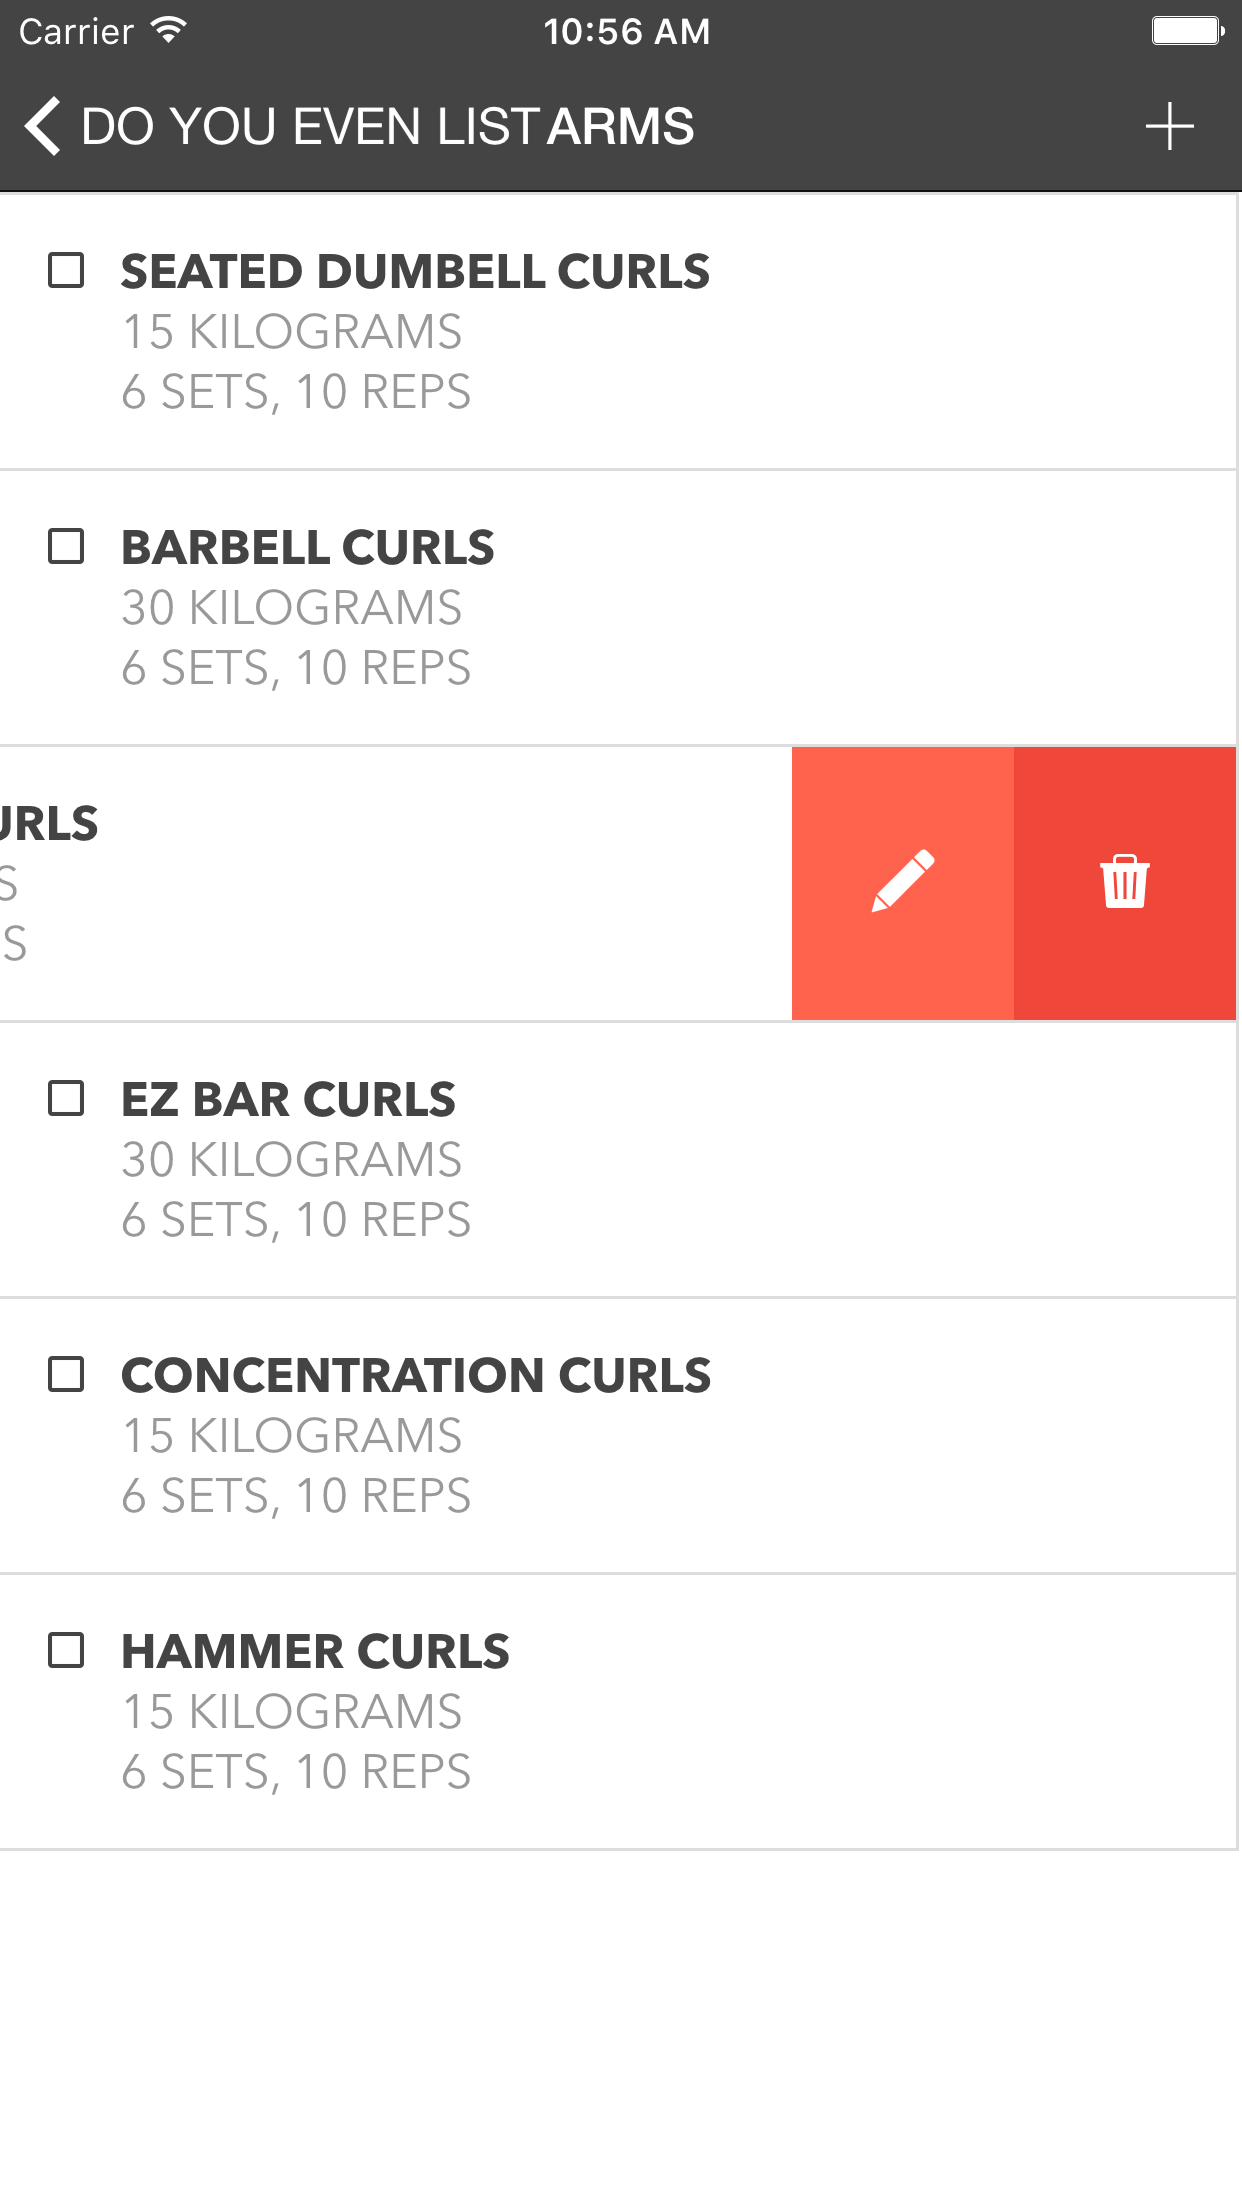 Carrier 10:56 AM
DO YOU EVEN LIST ARMS
SEATED DUMBELL CURLS
15 KILOGRAMS
6 SETS, 10 REPS
BARBELL CURLS
30 KILOGRAMS
6 SETS, 10 REPS
URLS
S
S
EZ BAR CURLS
30 KILOGRAMS
6 SETS, 10 REPS
CONCENTRATION CURLS
15 KILOGRAMS
6 SETS, 10 REPS
HAMMER CURLS
15 KILOGRAMS
6 SETS, 10 REPS